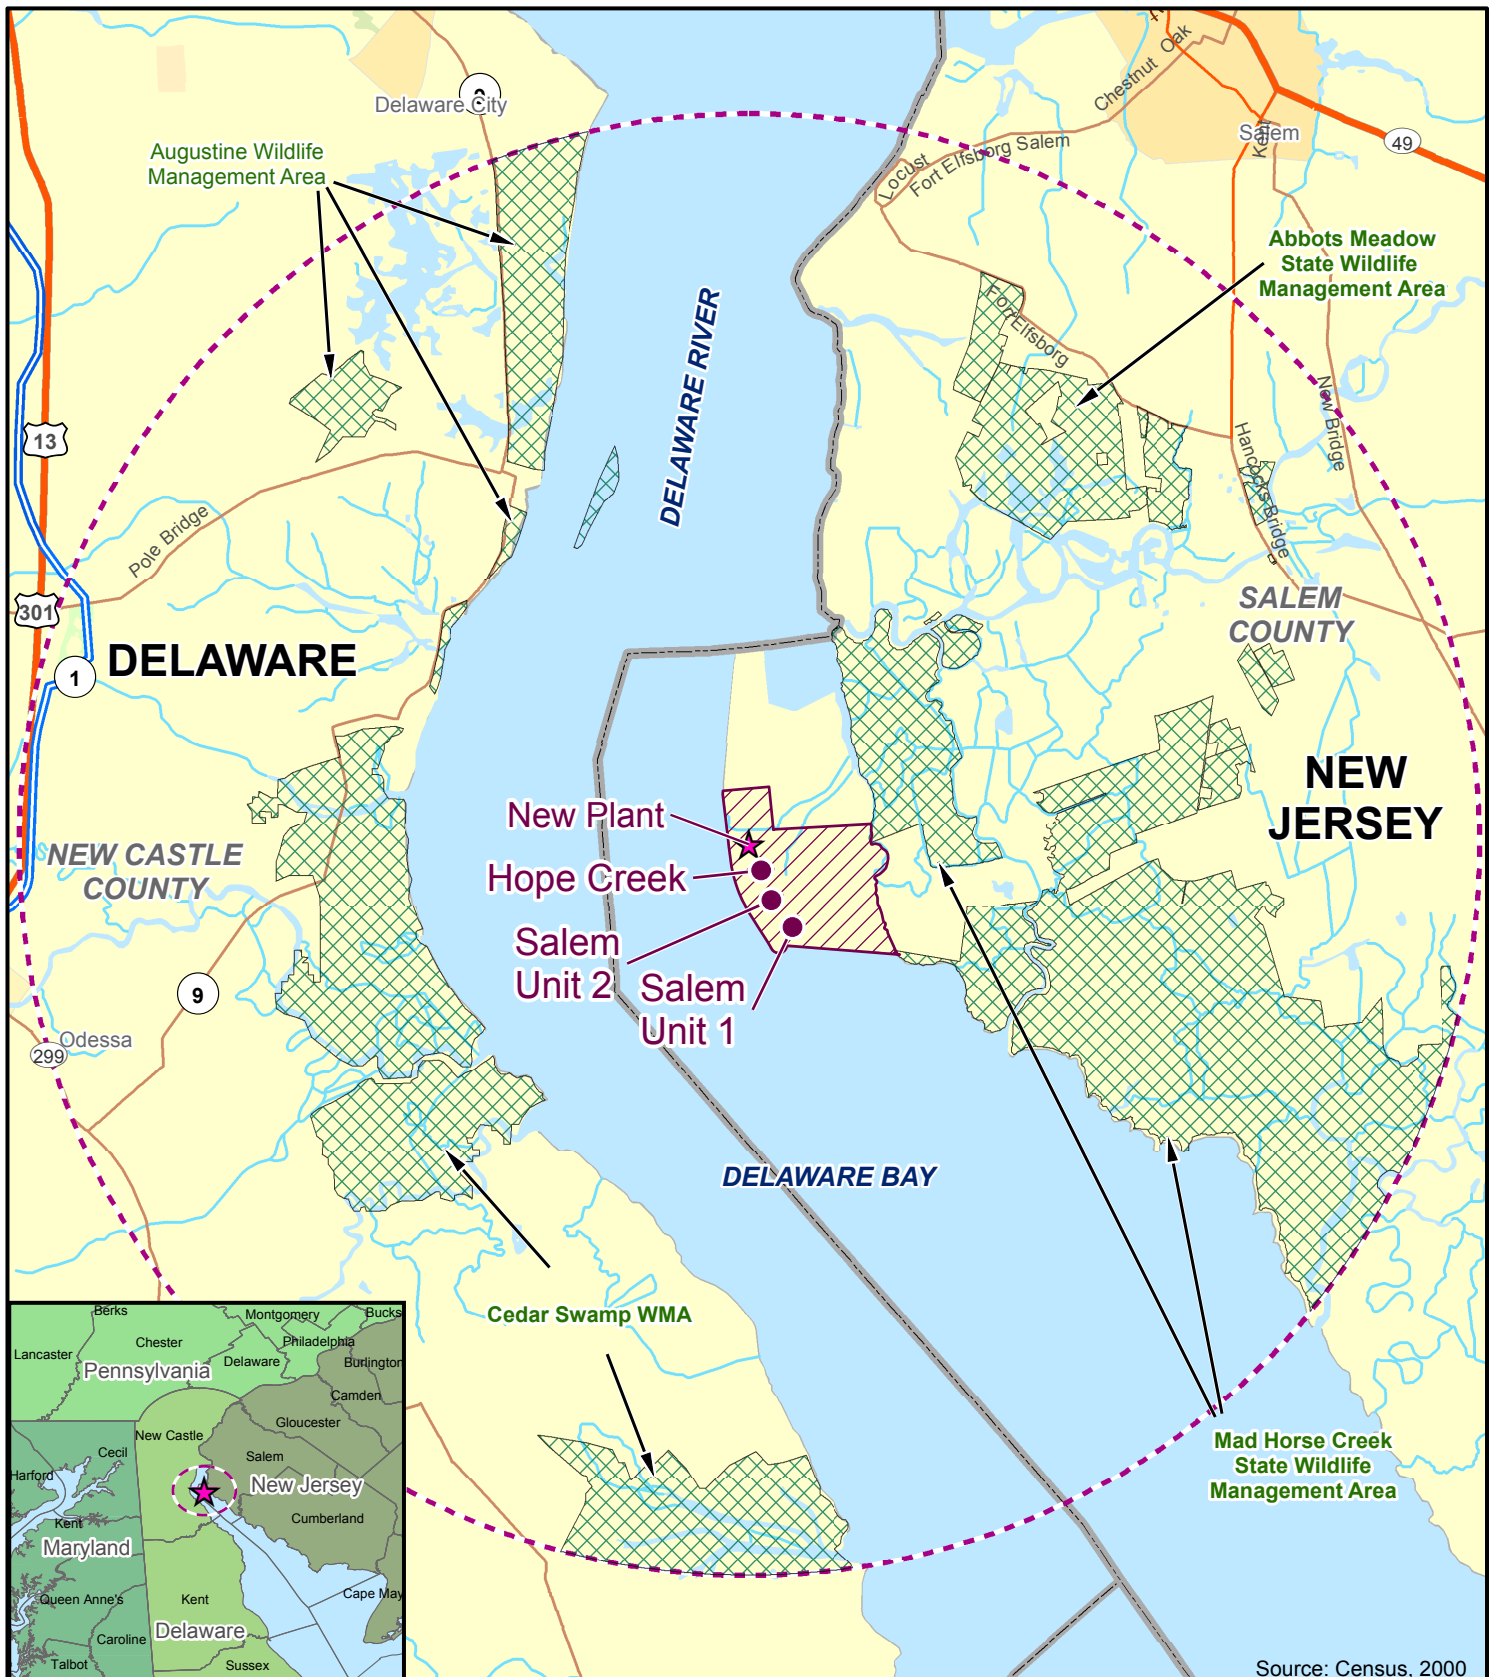 9
Delaware City
Augustine Wildlife
Management Area
Chestnut
Oak
Salem
Kent
49
Locust
Fort Elfsborg Salem
Abbots Meadow
State Wildlife
Management Area
Fort Elfsborg
DELAWARE RIVER
13
New Bridge
Hancocks Bridge
Pole Bridge
301
SALEM
COUNTY
DELAWARE
1
NEW
JERSEY
New Plant
NEW CASTLE
COUNTY
Hope Creek
Salem
Unit 2
Salem
Unit 1
9
Odessa
299
DELAWARE BAY
Cedar Swamp WMA
Mad Horse Creek
State Wildlife
Management Area
Berks
Montgomery
Bucks
Chester
Philadelphia
Lancaster
Delaware
Burlington
Pennsylvania
Camden
Gloucester
New Castle
Cecil
Salem
Harford
New Jersey
Cumberland
Kent
Maryland
Cape May
Queen Anne's
Kent
Caroline
Delaware
Talbot
Sussex
Source: Census, 2000